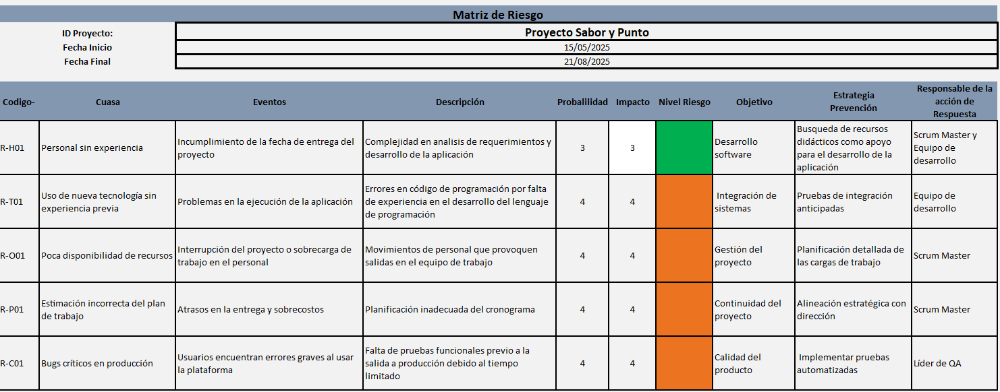 Matriz de Riesgo
ID Proyecto:
Proyecto Sabor y Punto
Fecha Inicio
15/05/2025
Fecha Final
21/08/2025
Codigo-
Cuasa
Eventos
Descripción
Probalilidad
Impacto
Nivel Riesgo
Objetivo
Estrategia
Prevención
Responsable de la
acción de
Respuesta
R-H01
Personal sin experiencia
Incumplimiento de la fecha de entrega del
proyecto
Complejidad en analisis de requerimientos y
desarrollo de la aplicación
3
3
Desarrollo
software
Busqueda de recursos
didácticos como apoyo
para el desarrollo de la
aplicación
Scrum Master y
Equipo de
desarrollo
R-T01
Uso de nueva tecnología sin
experiencia previa
Problemas en la ejecución de la aplicación
Errores en código de programación por falta
de experiencia en el desarrollo del lenguaje
de programación
4
4
Integración de
sistemas
Pruebas de integración
anticipadas
Equipo de
desarrollo
R-O01
Poca disponibilidad de recursos
Interrupción del proyecto o sobrecarga de
trabajo en el personal
Movimientos de personal que provoquen
salidas en el equipo de trabajo
4
4
Gestión del
proyecto
Planificación detallada de
las cargas de trabajo
Scrum Master
R-P01
Estimación incorrecta del plan
de trabajo
Atrasos en la entrega y sobrecostos
Planificación inadecuada del cronograma
4
4
Continuidad del
proyecto
Alineación estratégica con
dirección
Scrum Master
R-C01
Bugs críticos en producción
Usuarios encuentran errores graves al usar
la plataforma
Falta de pruebas funcionales previo a la
salida a producción debido al tiempo
limitado
4
4
Calidad del
producto
Implementar pruebas
automatizadas
Líder de QA